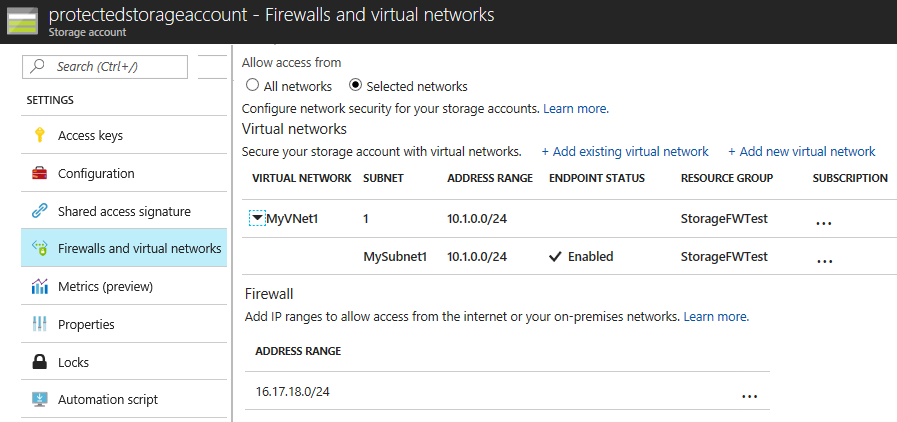 protectedstorageaccount - Firewalls and virtual networks
Storage account
Search (Ctrl+/)
SETTINGS
Access keys
Configuration
Shared access signature
Firewalls and virtual networks
Metrics (preview)
Properties
Locks
Automation script
Allow access from
All networks Selected networks
Configure network security for your storage accounts. Learn more.
Virtual networks
Secure your storage account with virtual networks. + Add existing virtual network + Add new virtual network
VIRTUAL NETWORK SUBNET ADDRESS RANGE ENDPOINT STATUS RESOURCE GROUP SUBSCRIPTION
MyVNet1 1 10.1.0.0/24 StorageFWTest ...
MySubnet1 10.1.0.0/24 Enabled StorageFWTest ...
Firewall
Add IP ranges to allow access from the internet or your on-premises networks. Learn more.
ADDRESS RANGE
16.17.18.0/24 ...